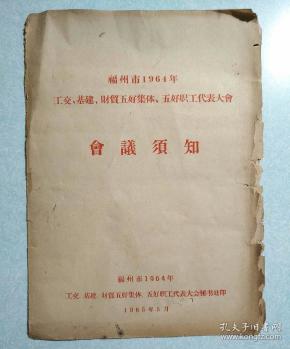 福州市1964年
工交、基建、財貿五好集体、五好职工代表大會
會議須知
福州市1964年
工交、基建、財貿五好集体、五好职工代表大会秘书处印
1965年5月
孔夫子旧书网